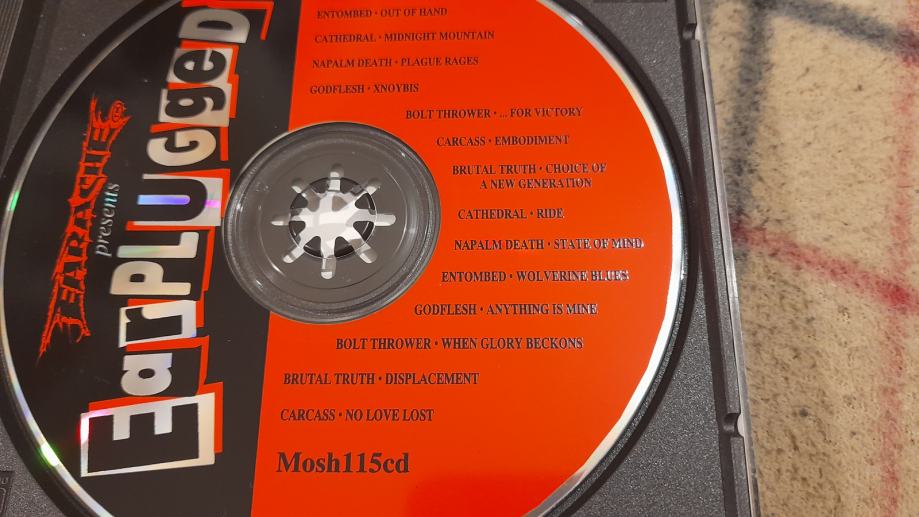 EARACHE
presents
EarPLUGgeD
ENTOMBED • OUT OF HAND
CATHEDRAL • MIDNIGHT MOUNTAIN
NAPALM DEATH • PLAGUE RAGES
GODFLESH • XNOYBIS
BOLT THROWER • ... FOR VICTORY
CARCASS • EMBODIMENT
BRUTAL TRUTH • CHOICE OF
A NEW GENERATION
CATHEDRAL • RIDE
NAPALM DEATH • STATE OF MIND
ENTOMBED • WOLVERINE BLUES
GODFLESH • ANYTHING IS MINE
BOLT THROWER • WHEN GLORY BECKONS
BRUTAL TRUTH • DISPLACEMENT
CARCASS • NO LOVE LOST
Mosh115cd